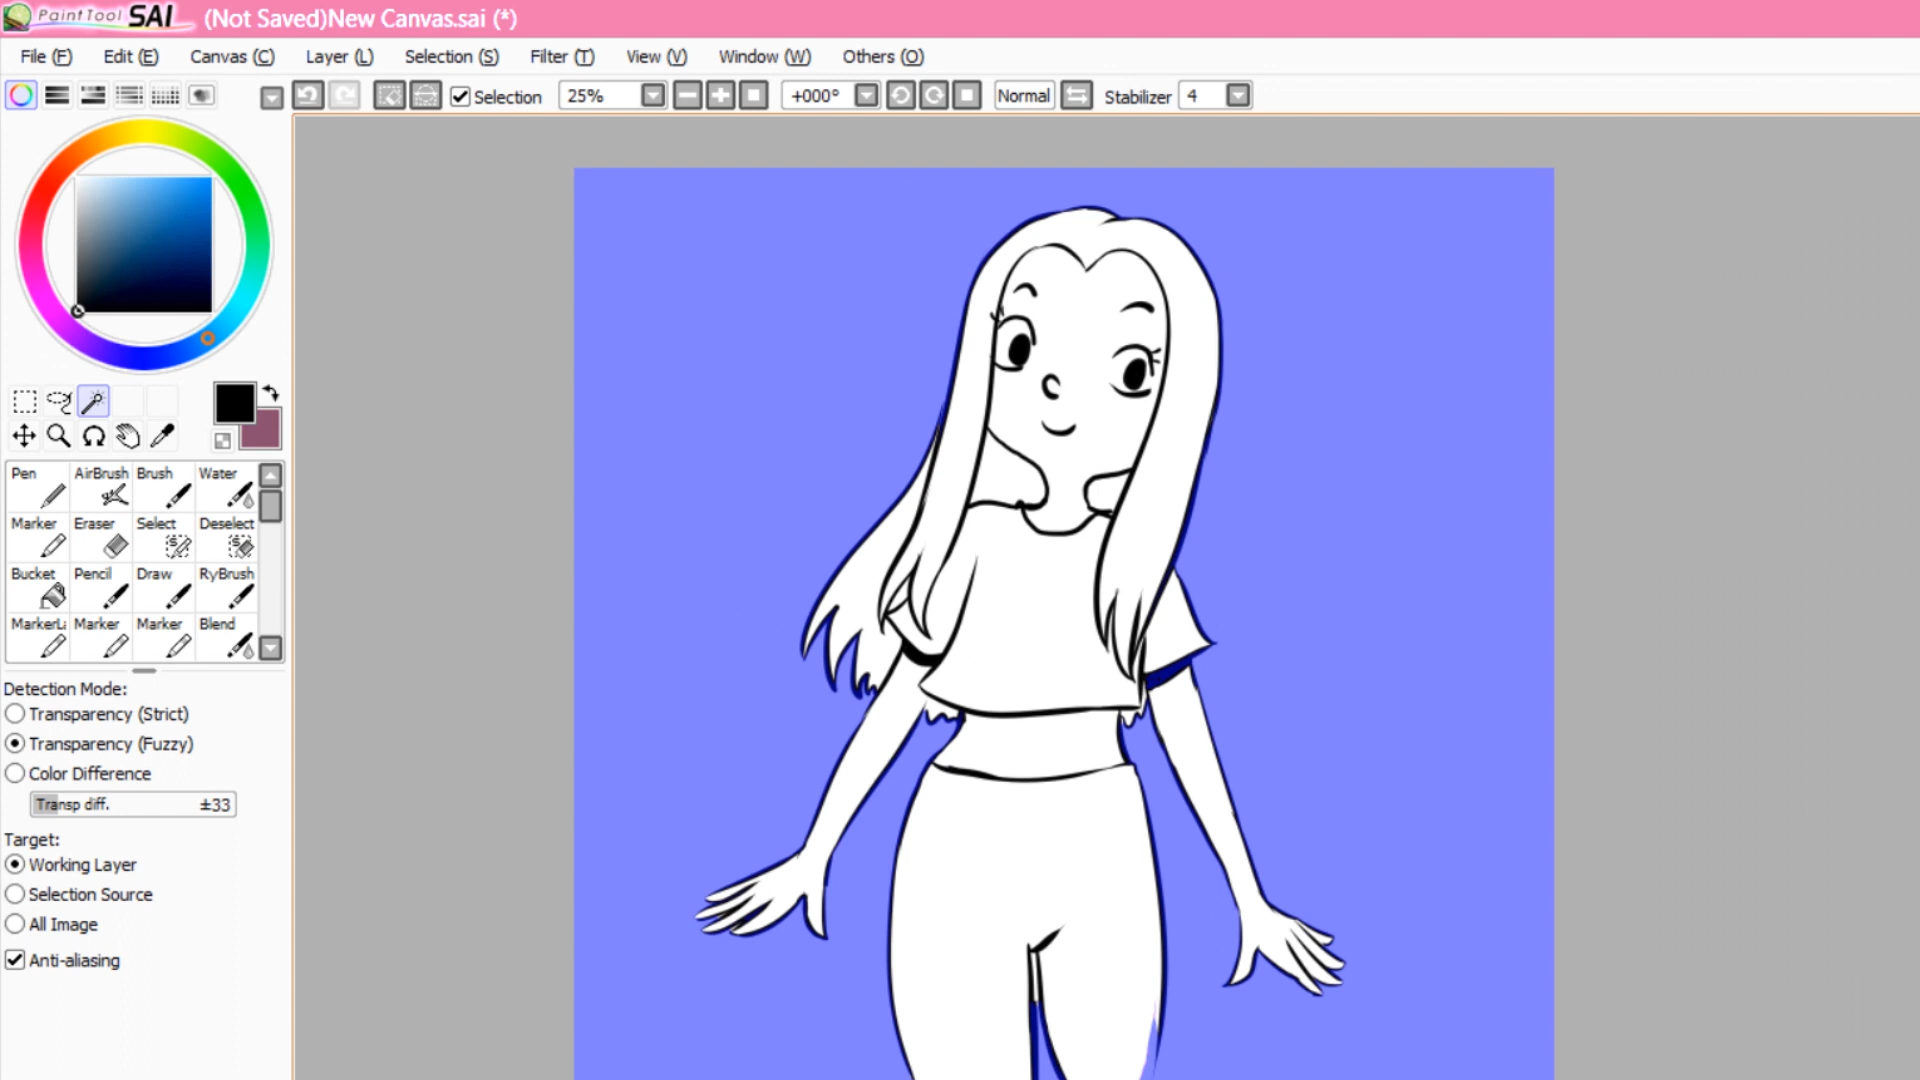 PaintTool SAI (Not Saved)New Canvas.sai (*)
File (F) Edit (E) Canvas (C) Layer (L) Selection (S) Filter (T) View (V) Window (W) Others (O)
Selection 25% +000° Normal Stabilizer 4
Pen AirBrush Brush Water
Marker Eraser Select Deselect
Bucket Pencil Draw RyBrush
MarkerL Marker Marker Blend
Detection Mode:
Transparency (Strict)
Transparency (Fuzzy)
Color Difference
Transp diff. ±33
Target:
Working Layer
Selection Source
All Image
Anti-aliasing